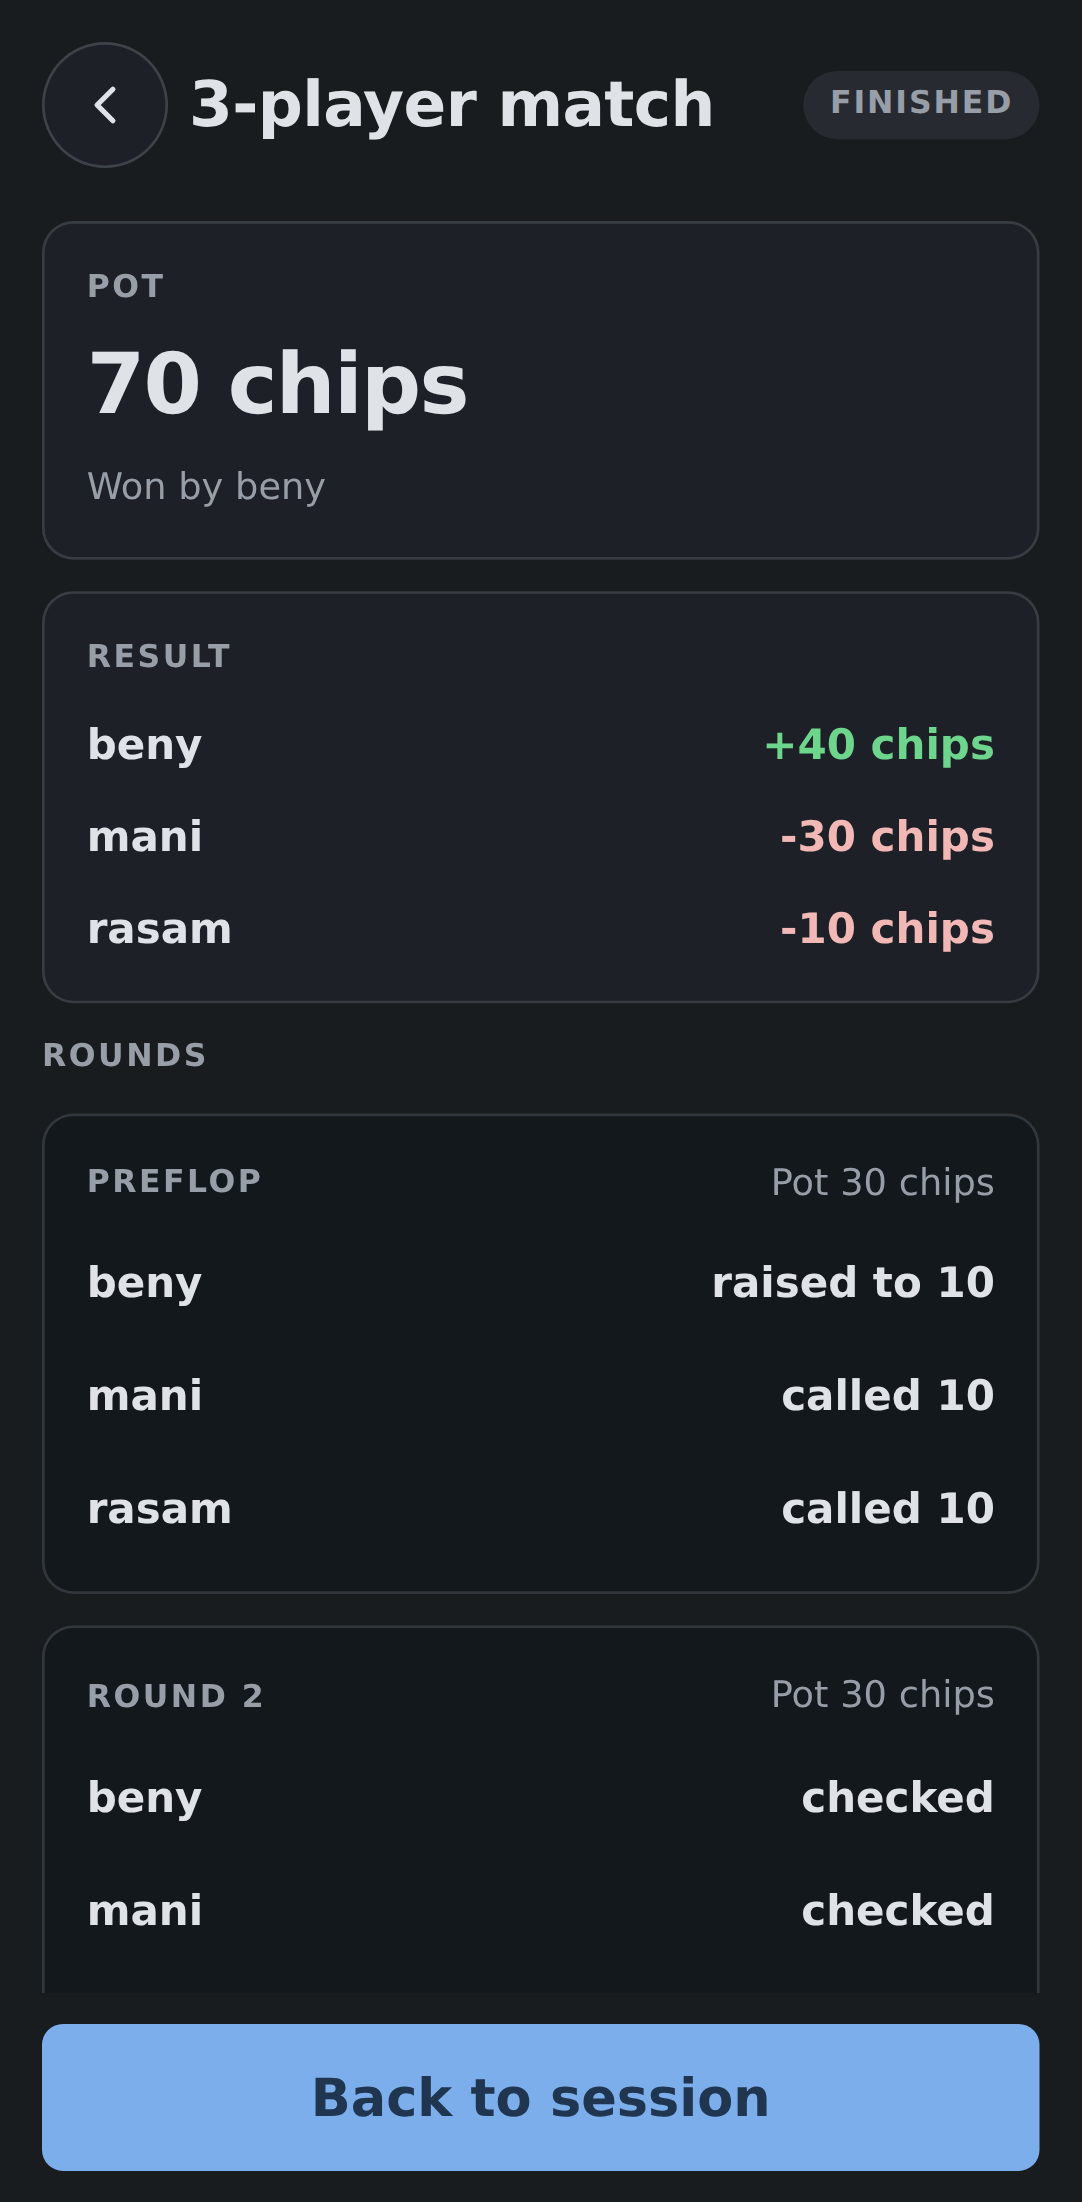 3-player match
FINISHED
POT
70 chips
Won by beny
RESULT
beny +40 chips
mani -30 chips
rasam -10 chips
ROUNDS
PREFLOP Pot 30 chips
beny raised to 10
mani called 10
rasam called 10
ROUND 2 Pot 30 chips
beny checked
mani checked
Back to session